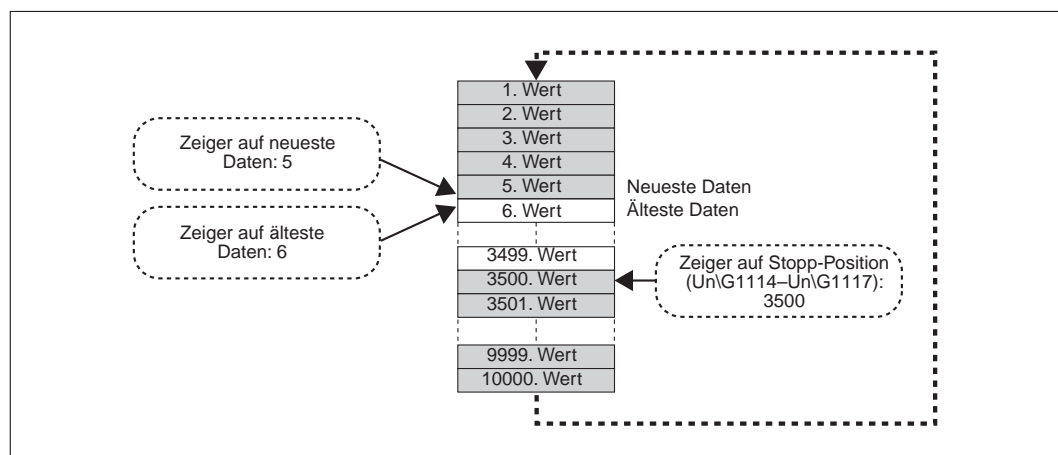 1. Wert
2. Wert
3. Wert
4. Wert
5. Wert
6. Wert
Zeiger auf neueste
Daten: 5
Neueste Daten
Älteste Daten
Zeiger auf älteste
Daten: 6
3499. Wert
3500. Wert
3501. Wert
Zeiger auf Stopp-Position
(Un\G1114–Un\G1117):
3500
9999. Wert
10000. Wert